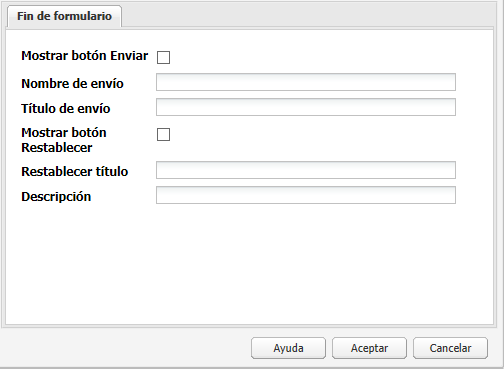 Fin de formulario
Mostrar botón Enviar
Nombre de envío
Título de envío
Mostrar botón
Restablecer
Restablecer título
Descripción
Ayuda
Aceptar
Cancelar